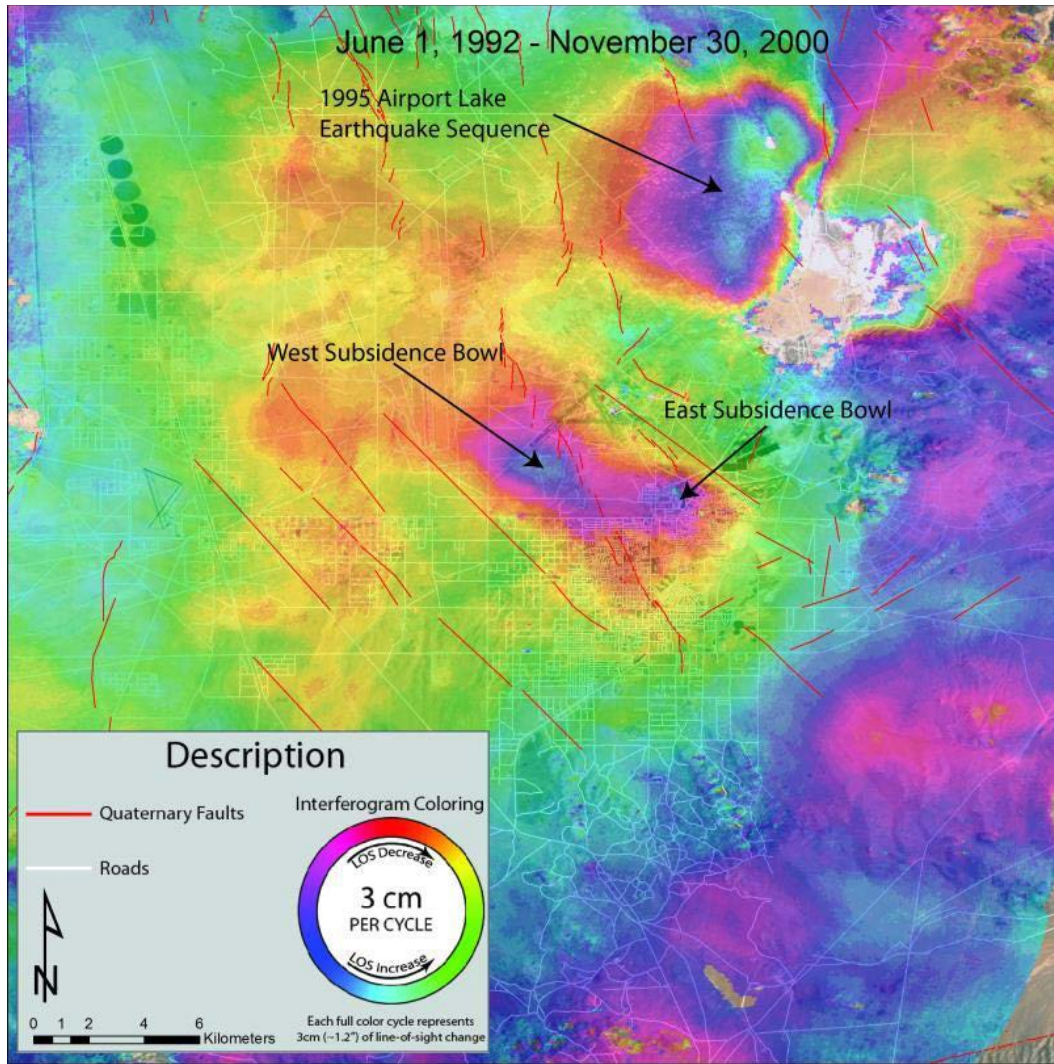 June 1, 1992 - November 30, 2000
1995 Airport Lake
Earthquake Sequence
West Subsidence Bowl
East Subsidence Bowl
Description
Quaternary Faults
Roads
Interferogram Coloring
LOS Decrease
3 cm
PER CYCLE
LOS Increase
N
0 1 2 4 6
Kilometers
Each full color cycle represents
3cm (~1.2") of line-of-sight change